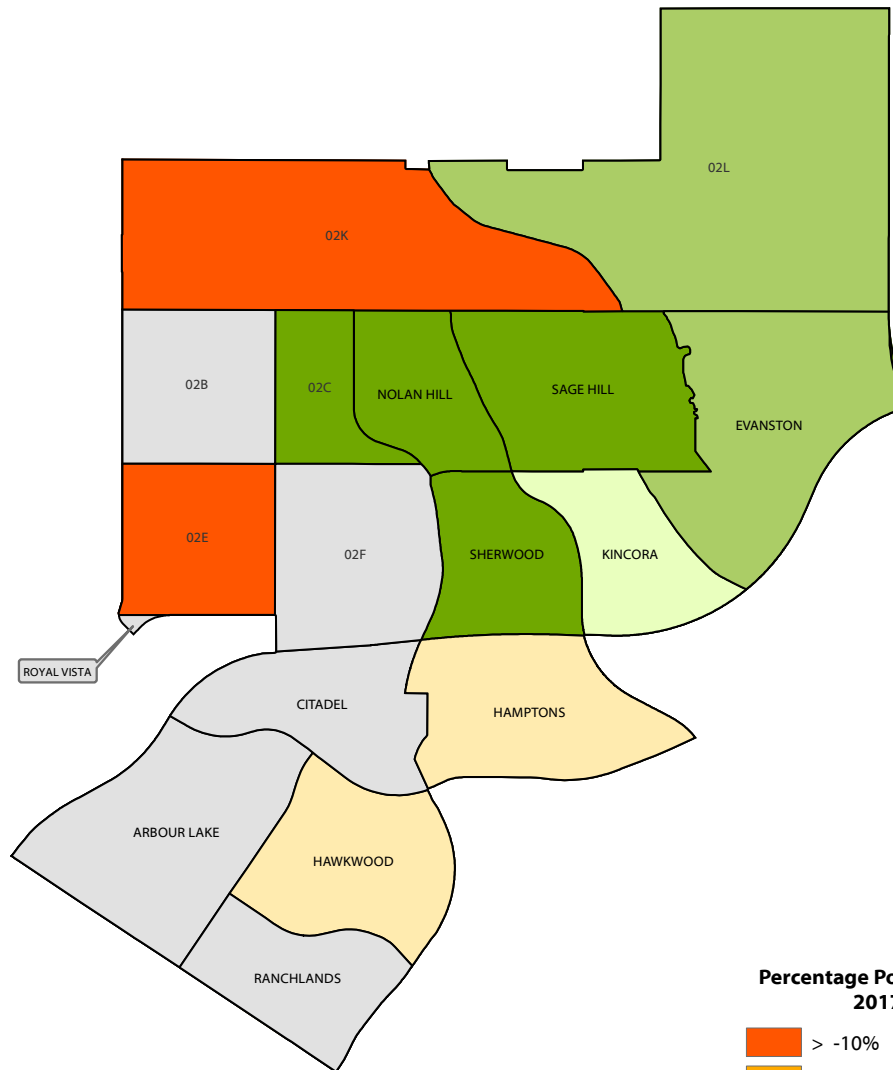 02L
02K
02B
02C
NOLAN HILL
SAGE HILL
EVANSTON
02E
02F
SHERWOOD
KINCORA
ROYAL VISTA
CITADEL
HAMPTONS
ARBOUR LAKE
HAWKWOOD
RANCHLANDS
Percentage Po
2017
> -10%